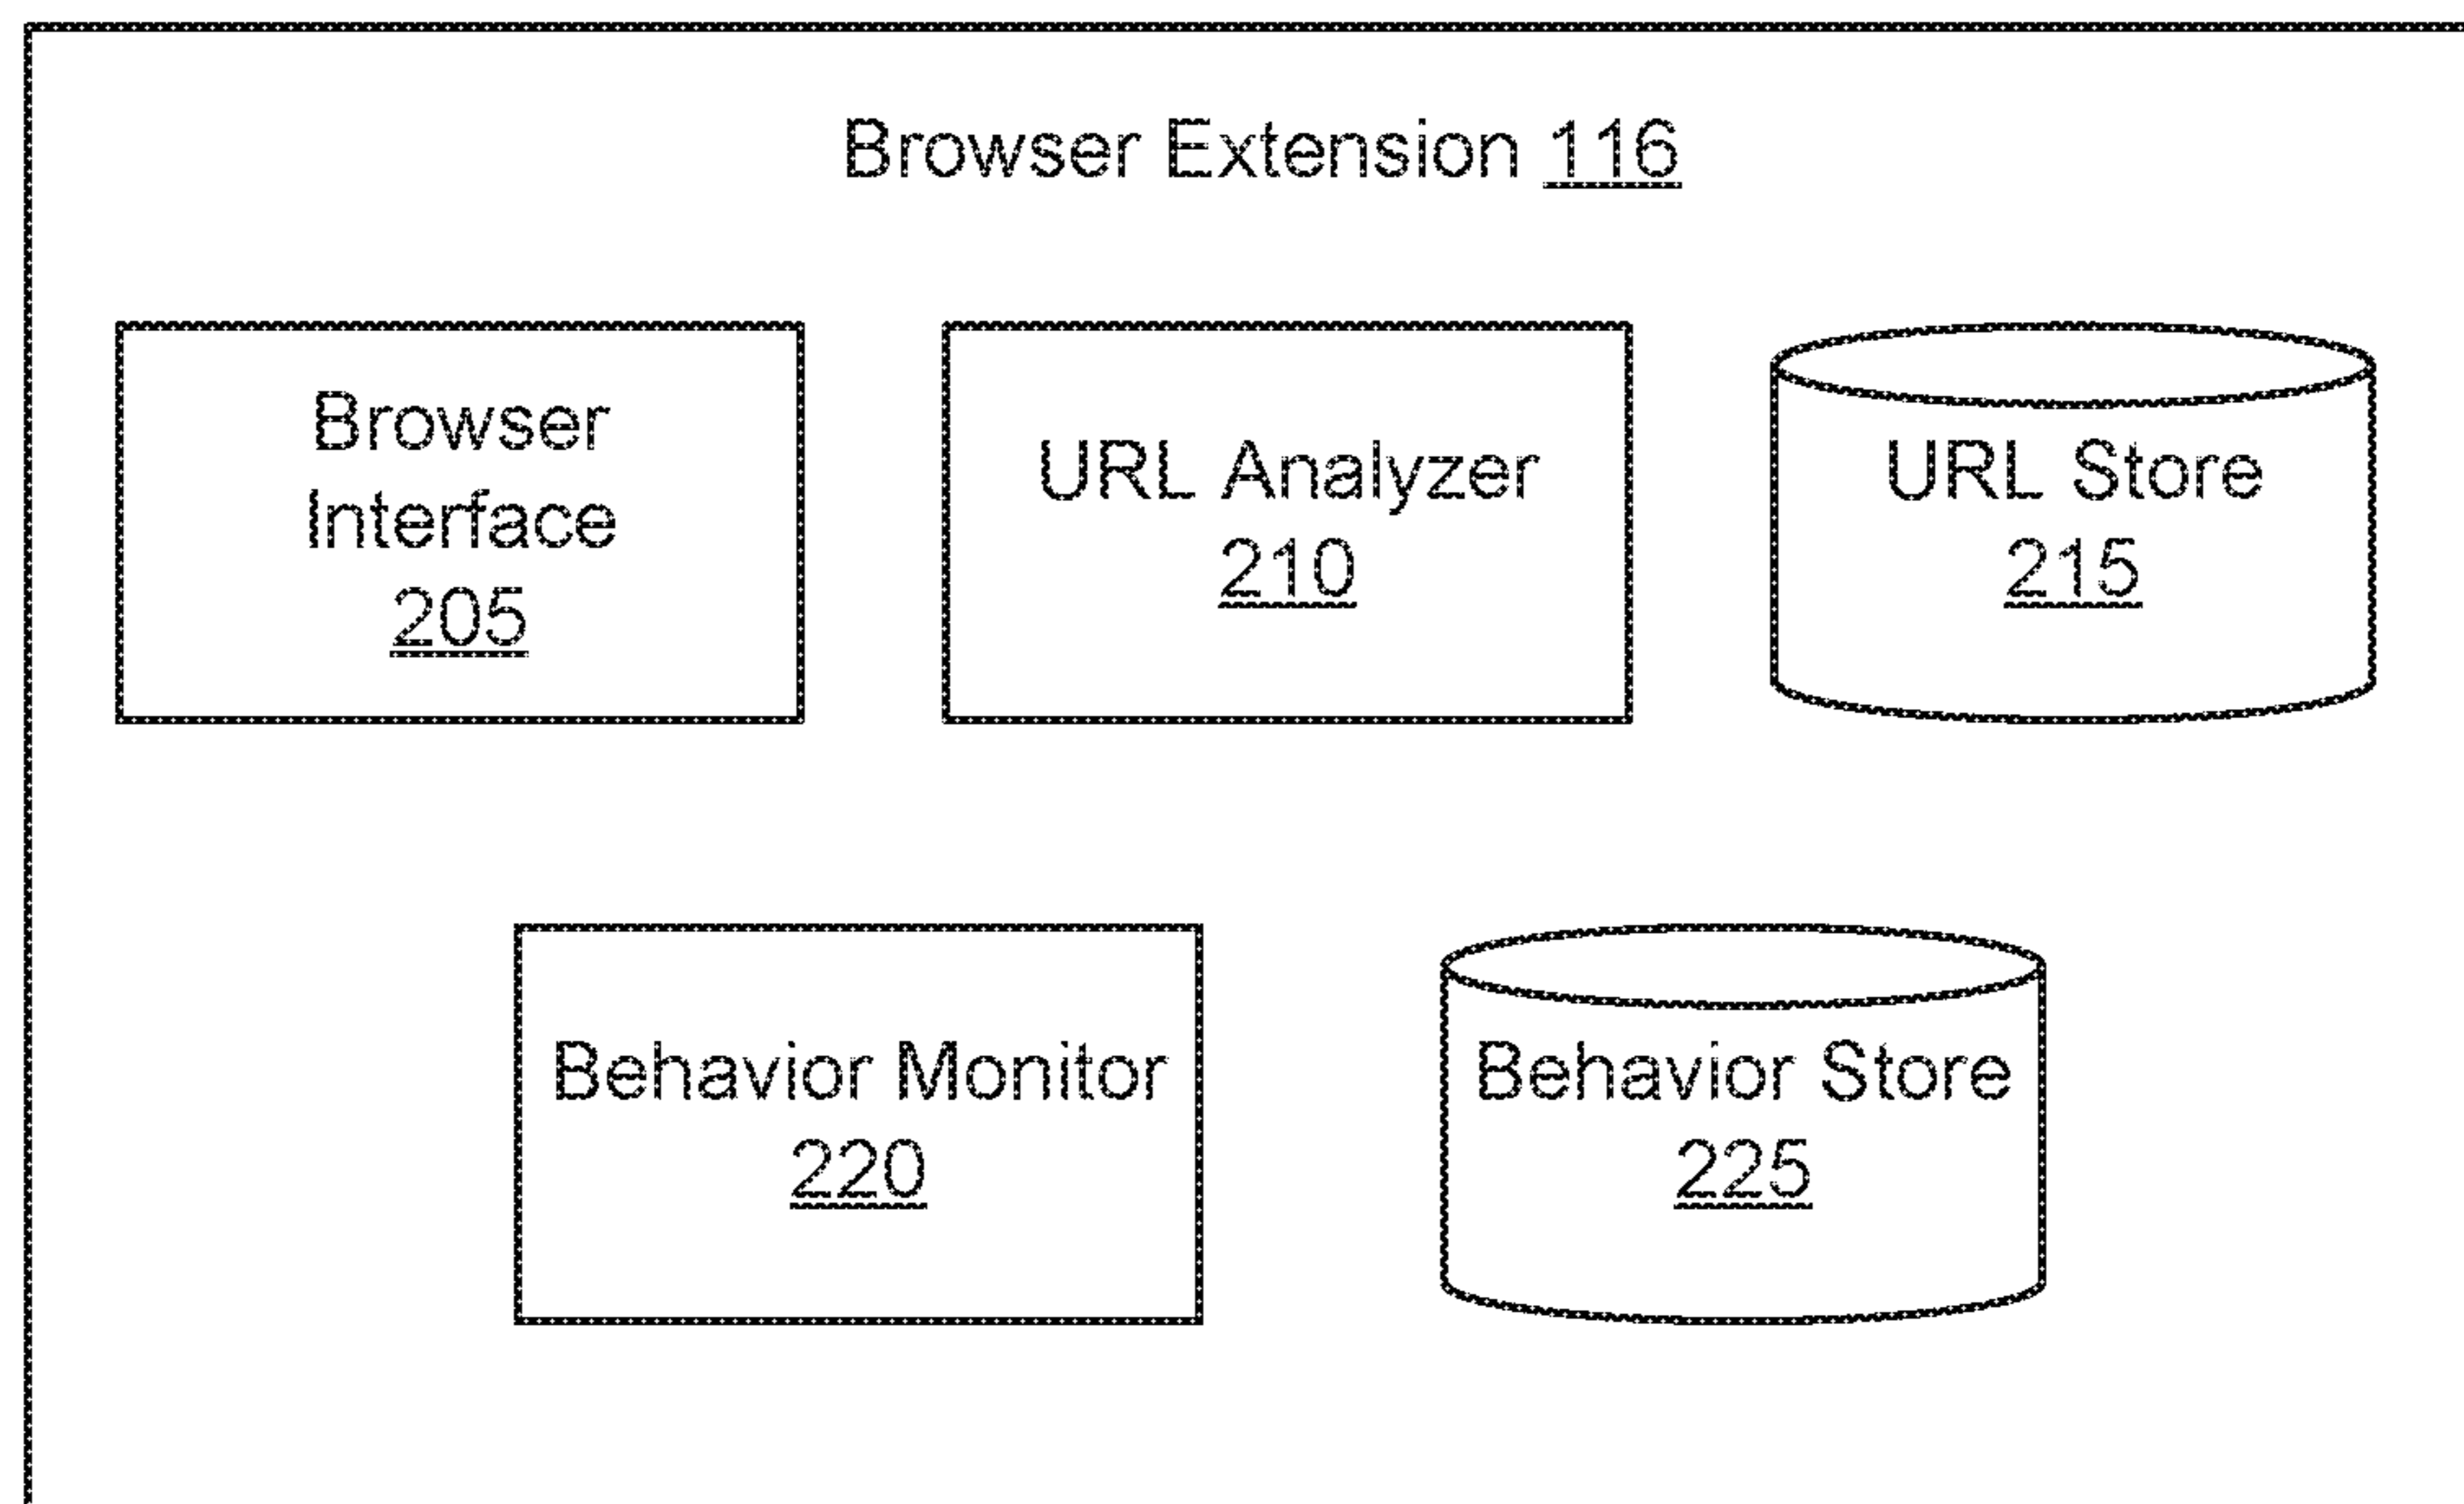 Browser Extension 116
Browser
Interface
205
URL Analyzer
210
URL Store
215
Behavior Monitor
220
Behavior Store
225